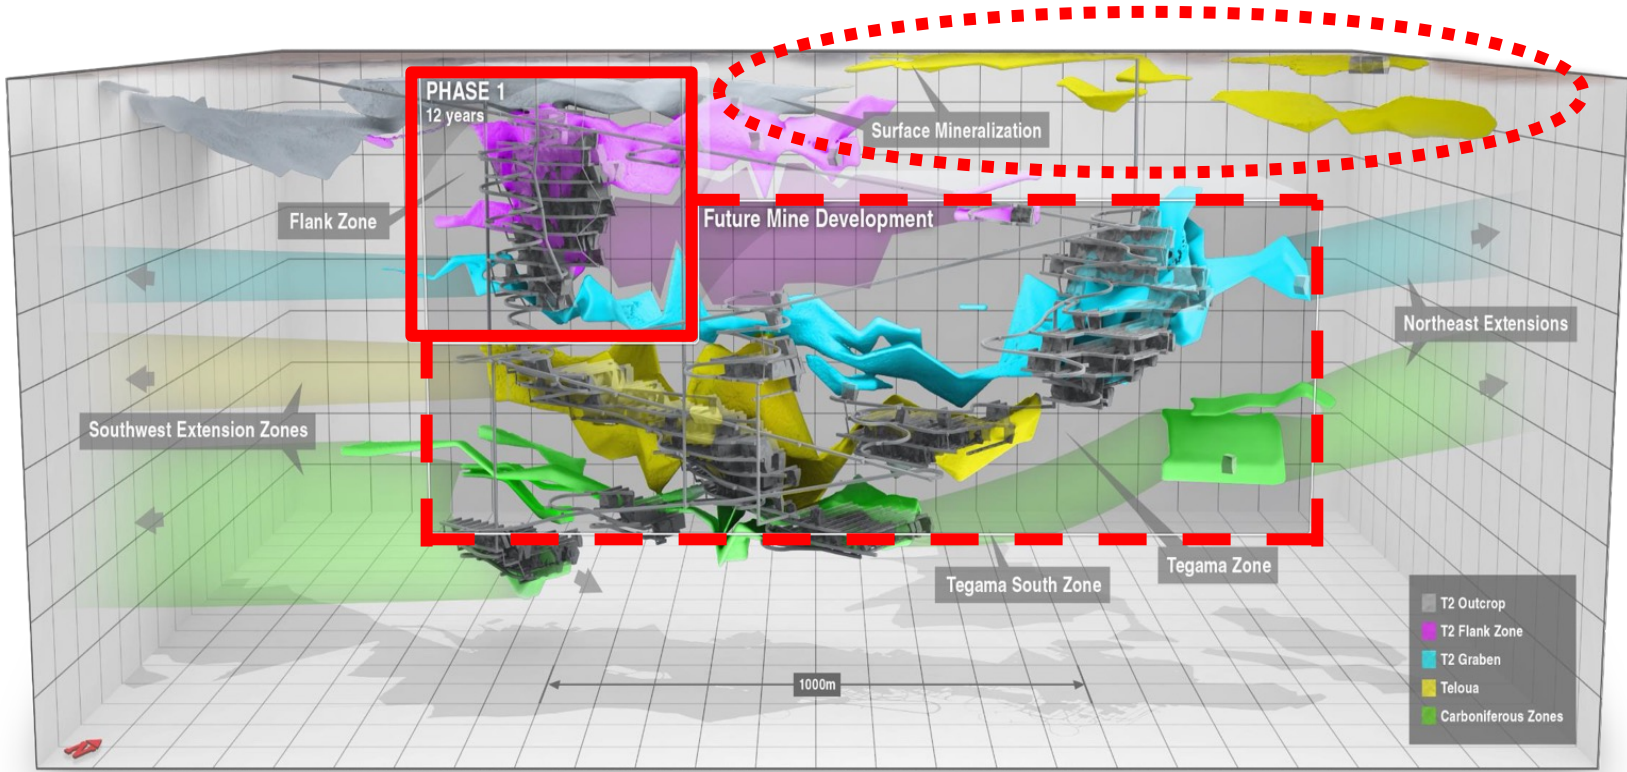 PHASE 1
12 years
Surface Mineralization
Flank Zone
Future Mine Development
Northeast Extensions
Southwest Extension Zones
Tegama Zone
Tegama South Zone
T2 Outcrop
T2 Flank Zone
T2 Graben
Teloua
Carboniferous Zones
1000m
N